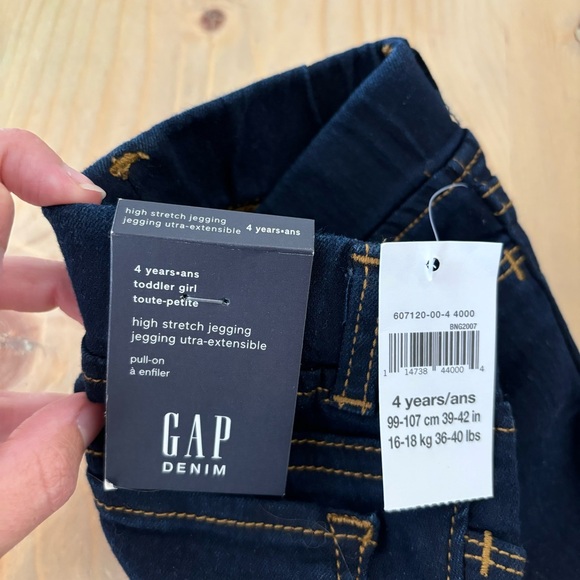 high stretch jegging
jegging utra-extensible 4 years•ans
4 years•ans
toddler girl
toute-petite
high stretch jegging
jegging utra-extensible
pull-on
à enfiler
GAP
DENIM
607120-00-4 4000
BNG2007
1 14738 44000 4
4 years/ans
99-107 cm 39-42 in
16-18 kg 36-40 lbs